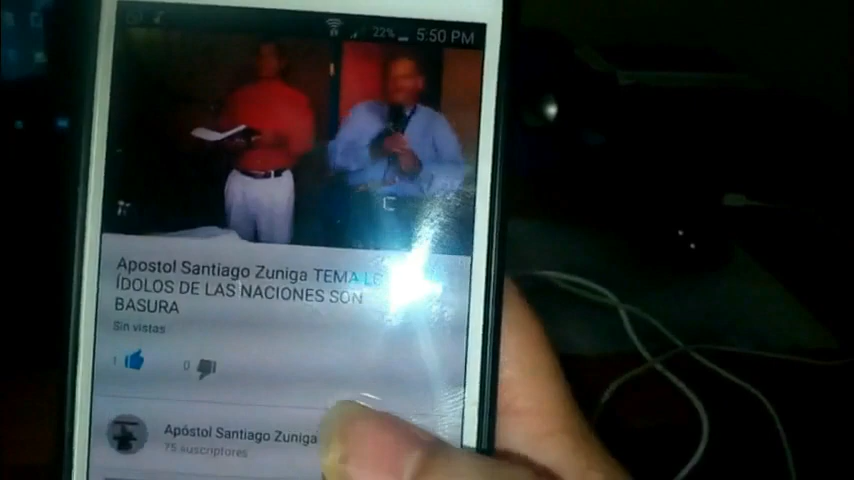 22% 5:50 PM
Apostol Santiago Zuniga TEMA
ÍDOLOS DE LAS NACIONES SON
BASURA
Sin vistas
1 0
Apóstol Santiago Zuniga
75 suscriptores